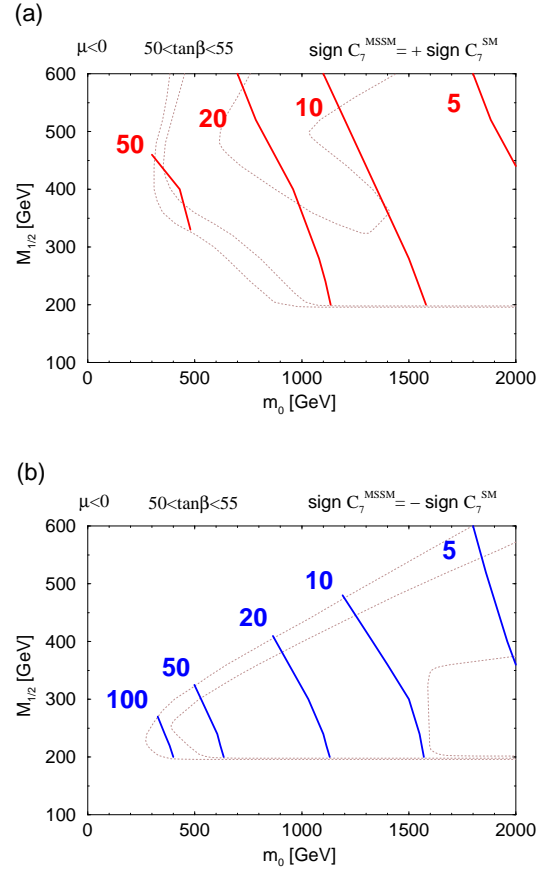 (a)
μ<0 50<tanβ<55 sign C₇^MSSM = + sign C₇^SM
600
500
400
300
200
100
M₁/₂ [GeV]
50
20
10
5
0 500 1000 1500 2000
m₀ [GeV]
(b)
μ<0 50<tanβ<55 sign C₇^MSSM = − sign C₇^SM
600
500
400
300
200
100
M₁/₂ [GeV]
100
50
20
10
5
0 500 1000 1500 2000
m₀ [GeV]